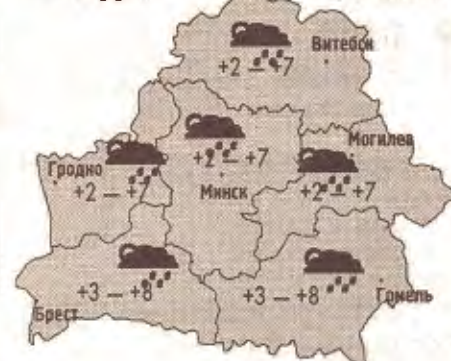 Витебск
+2 — +7
Могилев
+2 — +7
Гродно
+2 — +7
Минск
+2 — +7
+3 — +8
+3 — +8
Гомель
Брест